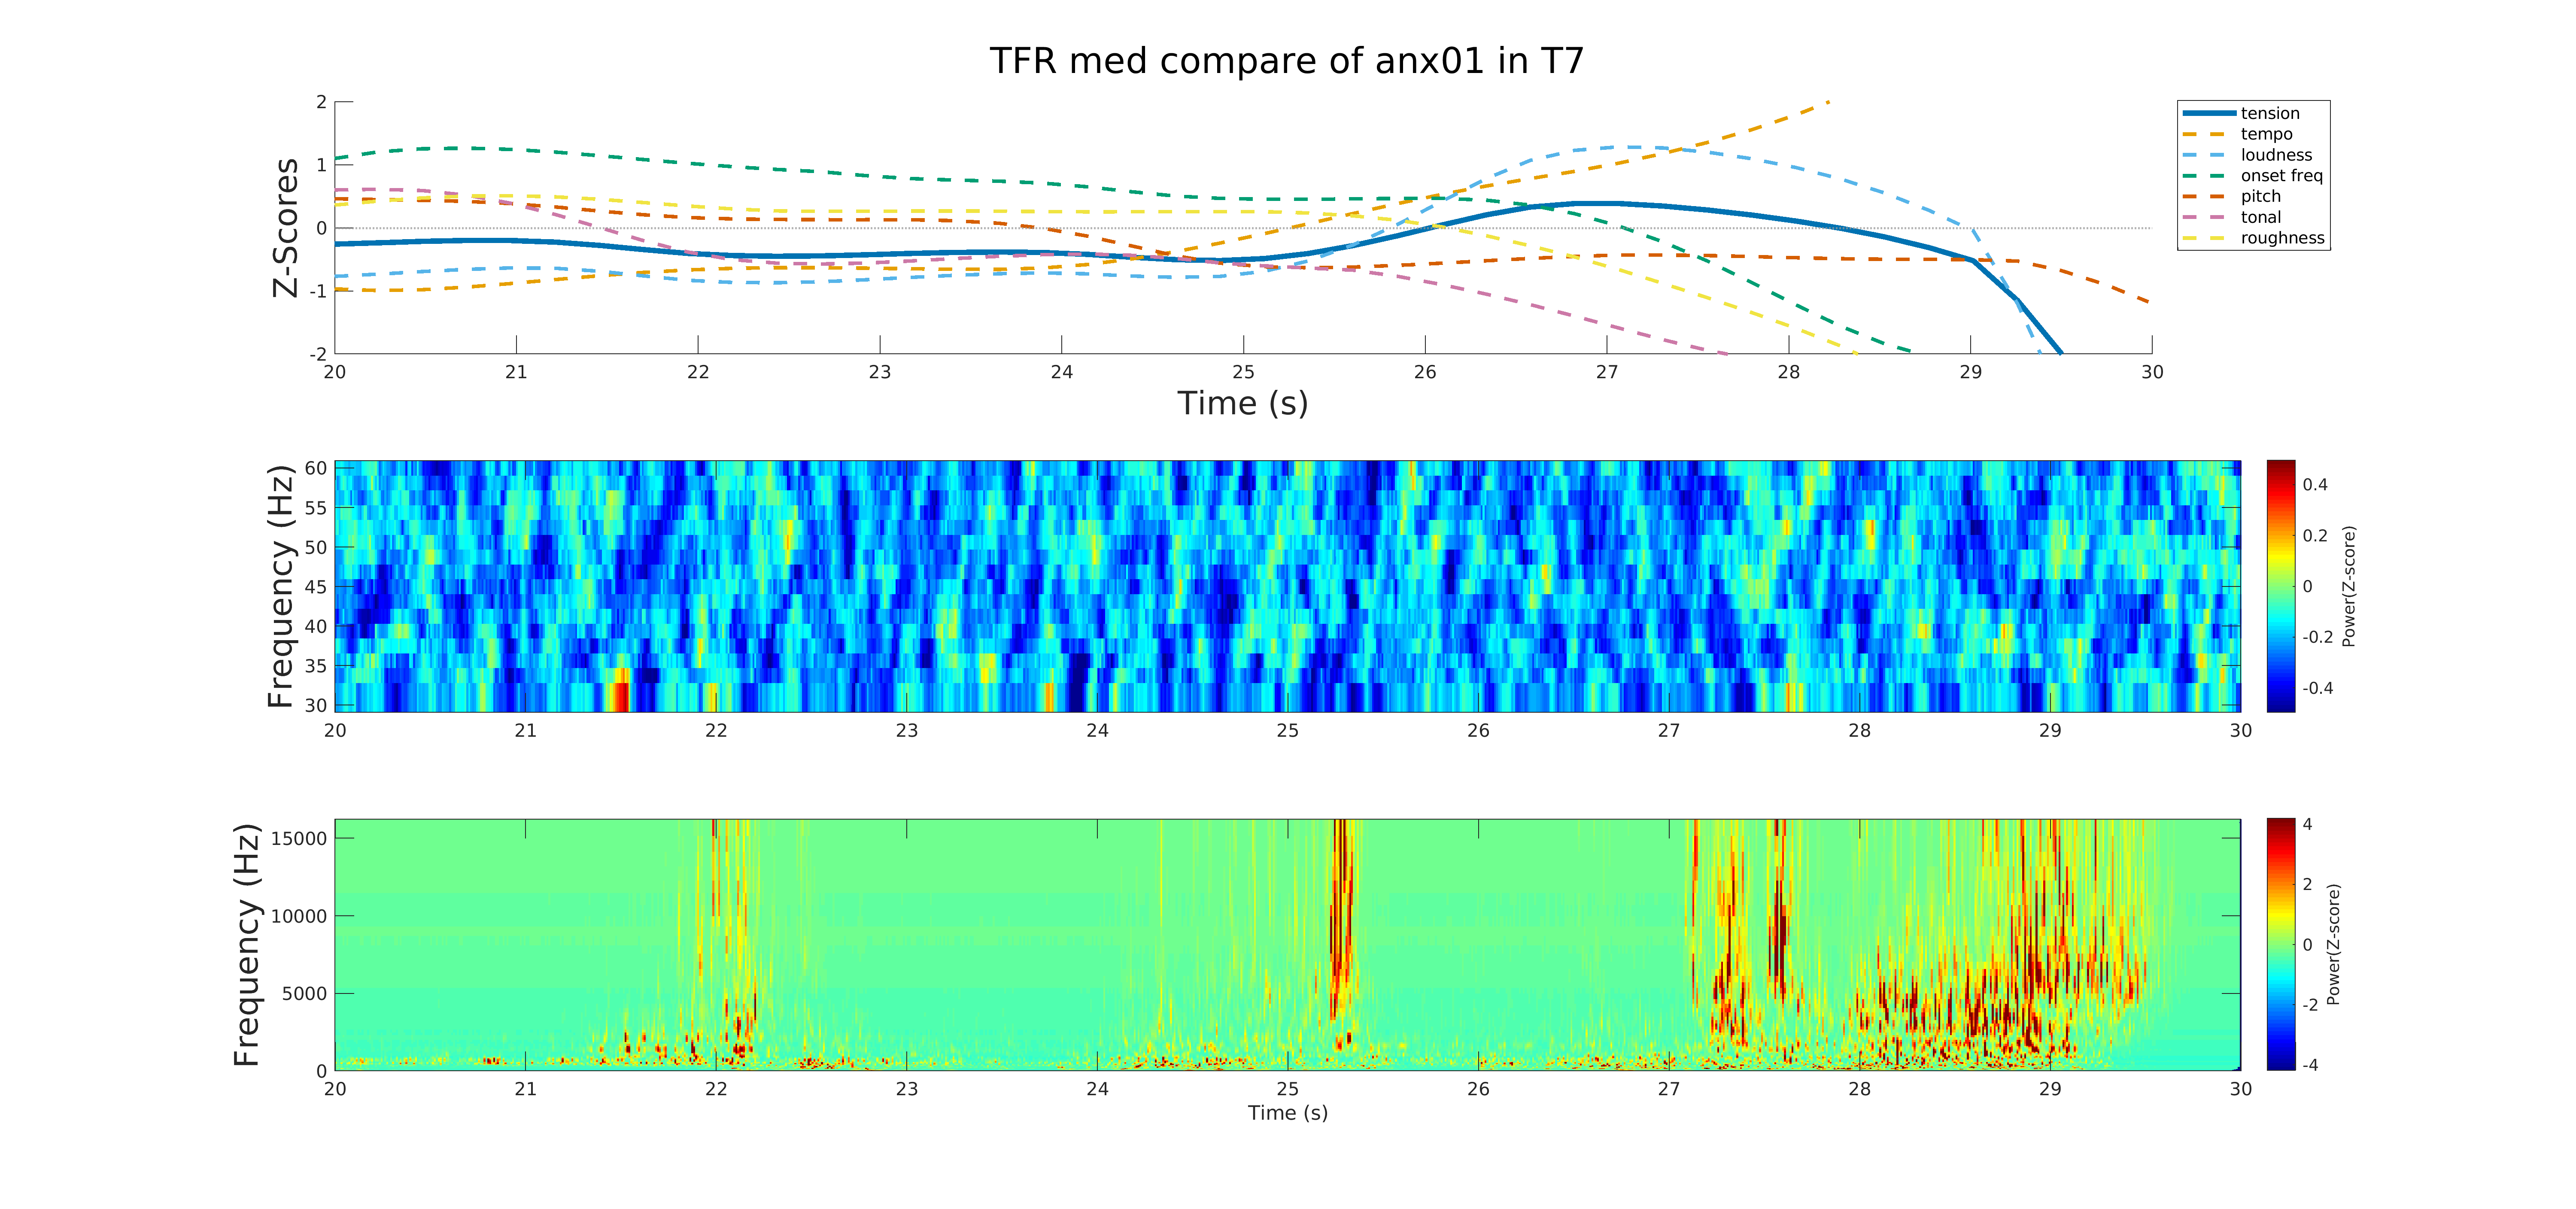 TFR med compare of anx01 in T7
Z-Scores
2
1
0
-1
-2
20 21 22 23 24 25 26 27 28 29 30
Time (s)
tension
tempo
loudness
onset freq
pitch
tonal
roughness
Frequency (Hz)
60
55
50
45
40
35
30
20 21 22 23 24 25 26 27 28 29 30
0.4
0.2
0
-0.2
-0.4
Power(Z-score)
Frequency (Hz)
15000
10000
5000
0
20 21 22 23 24 25 26 27 28 29 30
Time (s)
4
2
0
-2
-4
Power(Z-score)